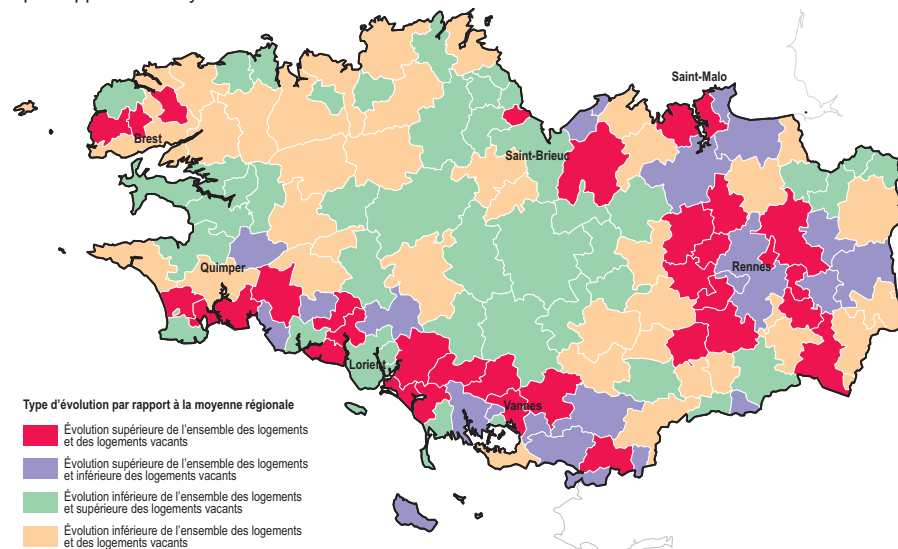 Saint-Malo
Brest
Saint-Brieuc
Quimper
Rennes
Lorient
Vannes
Type d'évolution par rapport à la moyenne régionale
Évolution supérieure de l'ensemble des logements
et des logements vacants
Évolution supérieure de l'ensemble des logements
et inférieure des logements vacants
Évolution inférieure de l'ensemble des logements
et supérieure des logements vacants
Évolution inférieure de l'ensemble des logements
et des logements vacants